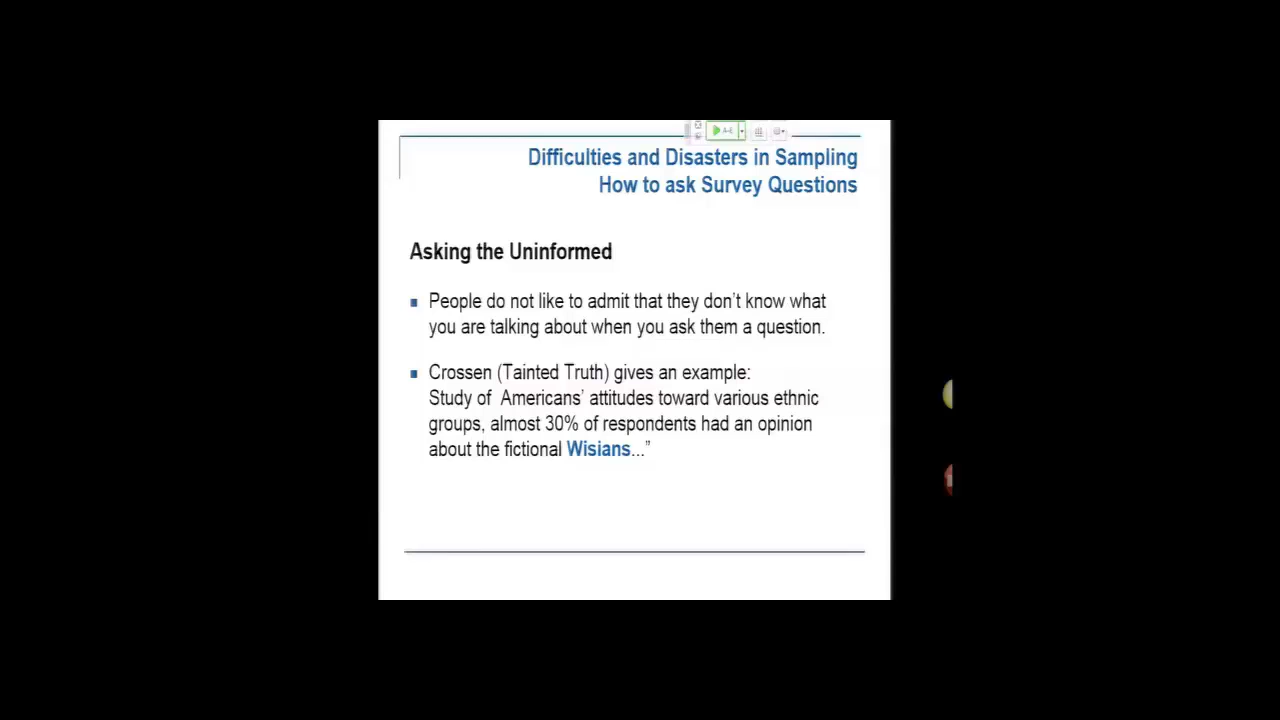 A-E
Difficulties and Disasters in Sampling
How to ask Survey Questions
Asking the Uninformed
People do not like to admit that they don't know what
you are talking about when you ask them a question.
Crossen (Tainted Truth) gives an example:
Study of Americans' attitudes toward various ethnic
groups, almost 30% of respondents had an opinion
about the fictional Wisians..."